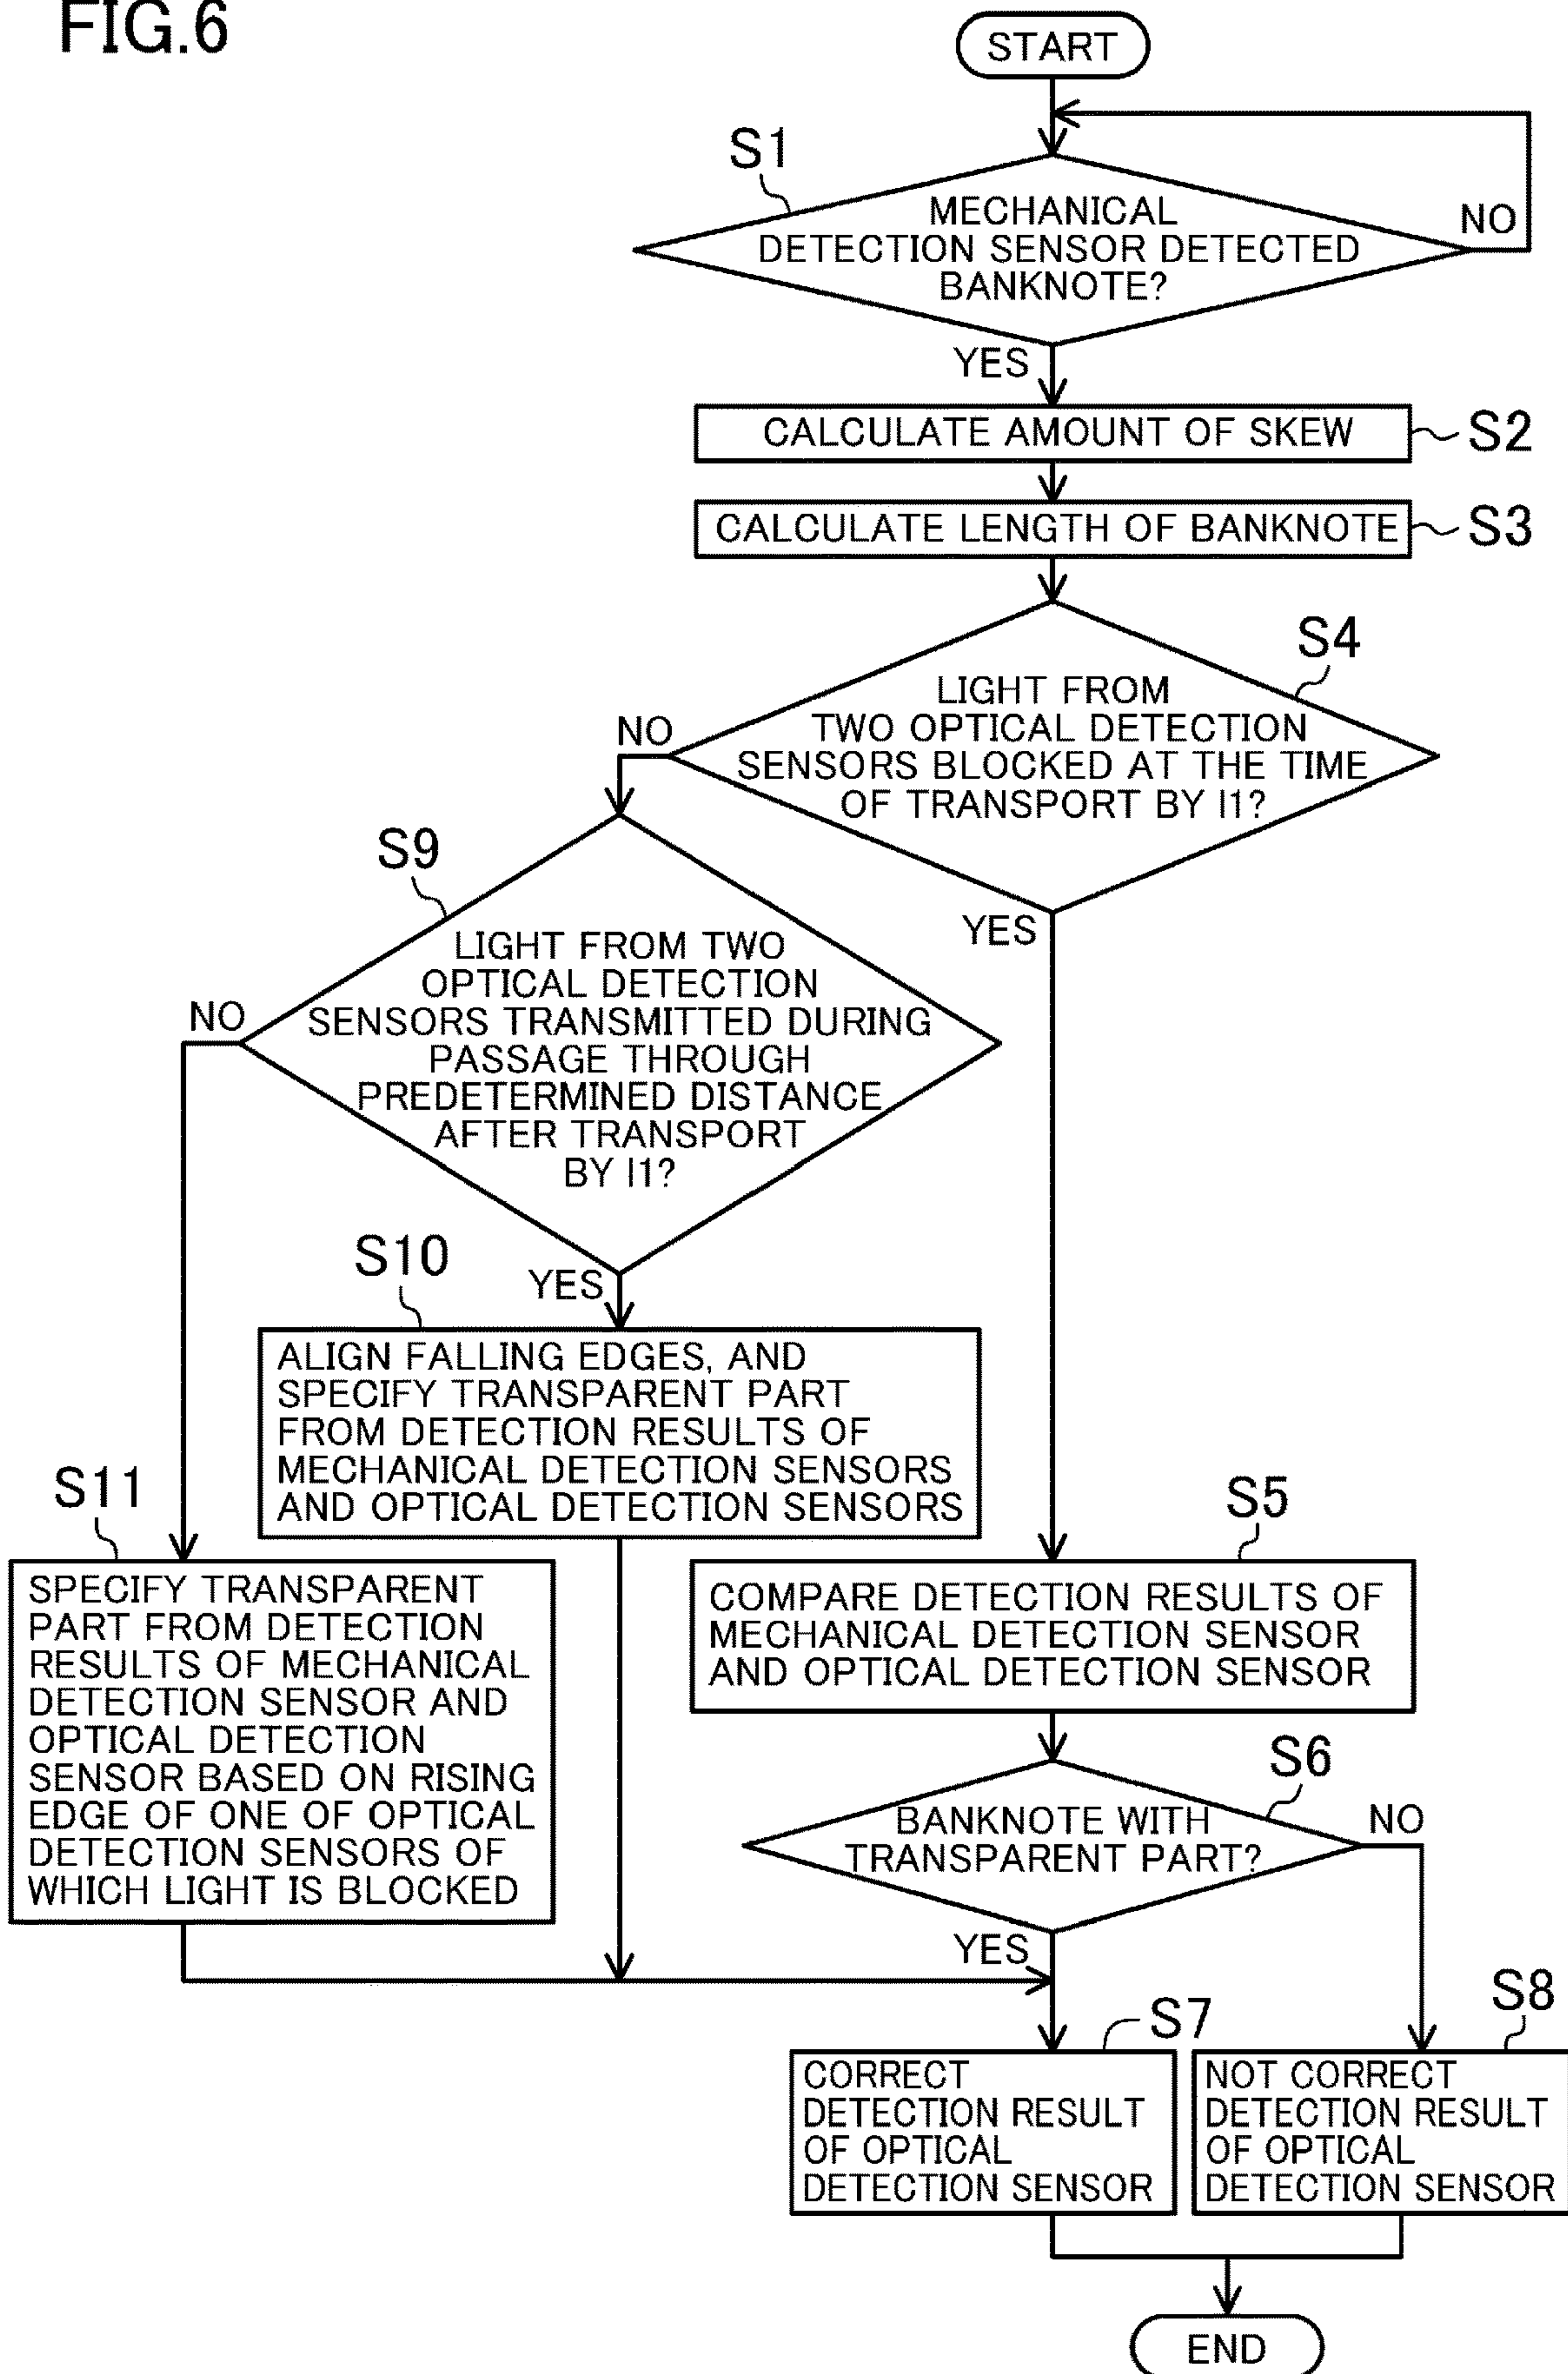 FIG.6
START
S1
MECHANICAL
DETECTION SENSOR DETECTED
BANKNOTE?
NO
YES
CALCULATE AMOUNT OF SKEW
S2
CALCULATE LENGTH OF BANKNOTE
S3
S4
LIGHT FROM
TWO OPTICAL DETECTION
SENSORS BLOCKED AT THE TIME
OF TRANSPORT BY l1?
NO
YES
S9
LIGHT FROM TWO
OPTICAL DETECTION
SENSORS TRANSMITTED DURING
PASSAGE THROUGH
PREDETERMINED DISTANCE
AFTER TRANSPORT
BY l1?
NO
YES
S10
ALIGN FALLING EDGES, AND
SPECIFY TRANSPARENT PART
FROM DETECTION RESULTS OF
MECHANICAL DETECTION SENSORS
AND OPTICAL DETECTION SENSORS
S11
SPECIFY TRANSPARENT
PART FROM DETECTION
RESULTS OF MECHANICAL
DETECTION SENSOR AND
OPTICAL DETECTION
SENSOR BASED ON RISING
EDGE OF ONE OF OPTICAL
DETECTION SENSORS OF
WHICH LIGHT IS BLOCKED
S5
COMPARE DETECTION RESULTS OF
MECHANICAL DETECTION SENSOR
AND OPTICAL DETECTION SENSOR
S6
BANKNOTE WITH
TRANSPARENT PART?
NO
YES
S7
CORRECT
DETECTION RESULT
OF OPTICAL
DETECTION SENSOR
S8
NOT CORRECT
DETECTION RESULT
OF OPTICAL
DETECTION SENSOR
END